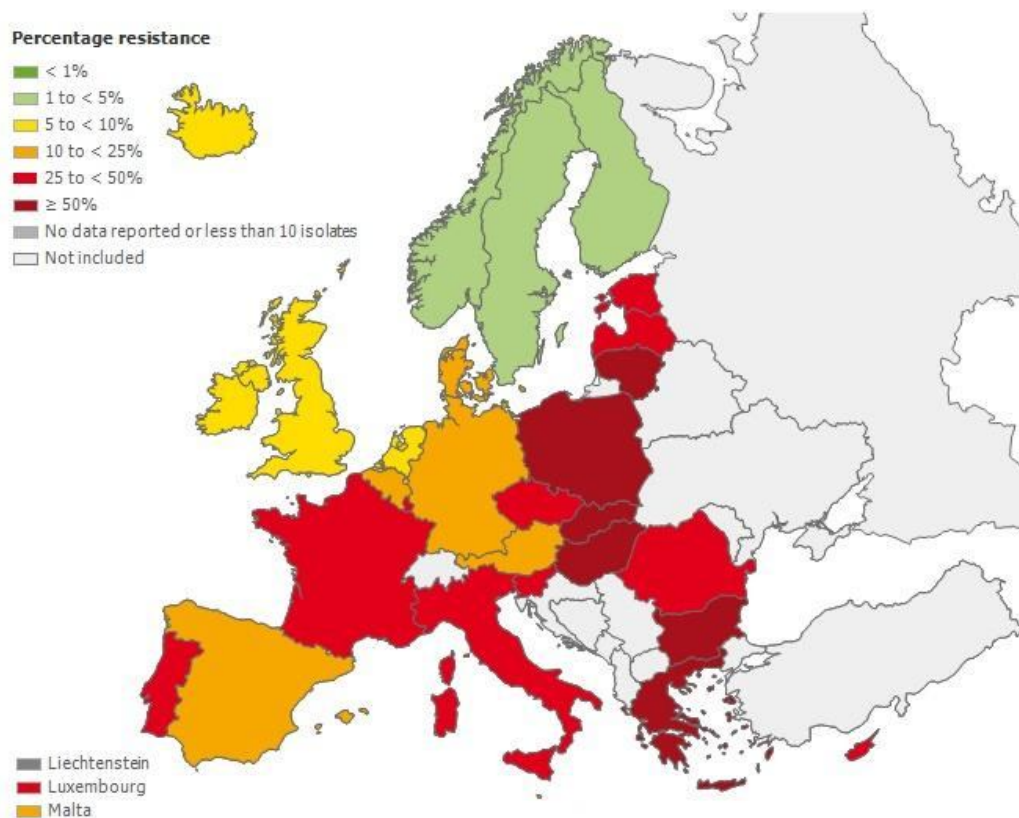 Percentage resistance
< 1%
1 to < 5%
5 to < 10%
10 to < 25%
25 to < 50%
≥ 50%
No data reported or less than 10 isolates
Not included
Liechtenstein
Luxembourg
Malta